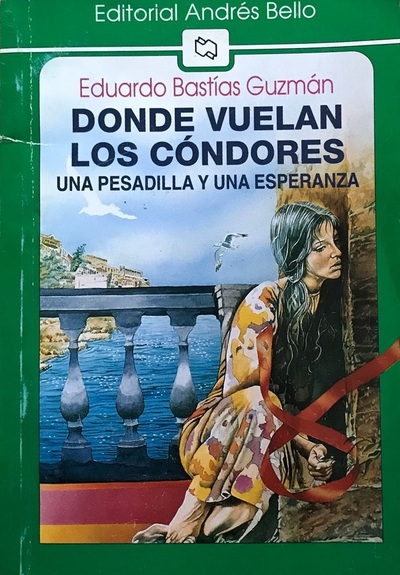 Editorial Andrés Bello
Eduardo Bastías Guzmán
DONDE VUELAN
LOS CÓNDORES
UNA PESADILLA Y UNA ESPERANZA